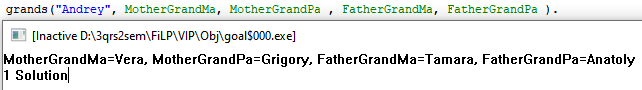 grands("Andrey", MotherGrandMa, MotherGrandPa , FatherGrandMa, FatherGrandPa ).
[Inactive D:\3qrs2sem\FiLP\VIP\Obj\goal$000.exe]
MotherGrandMa=Vera, MotherGrandPa=Grigory, FatherGrandMa=Tamara, FatherGrandPa=Anatoly
1 Solution